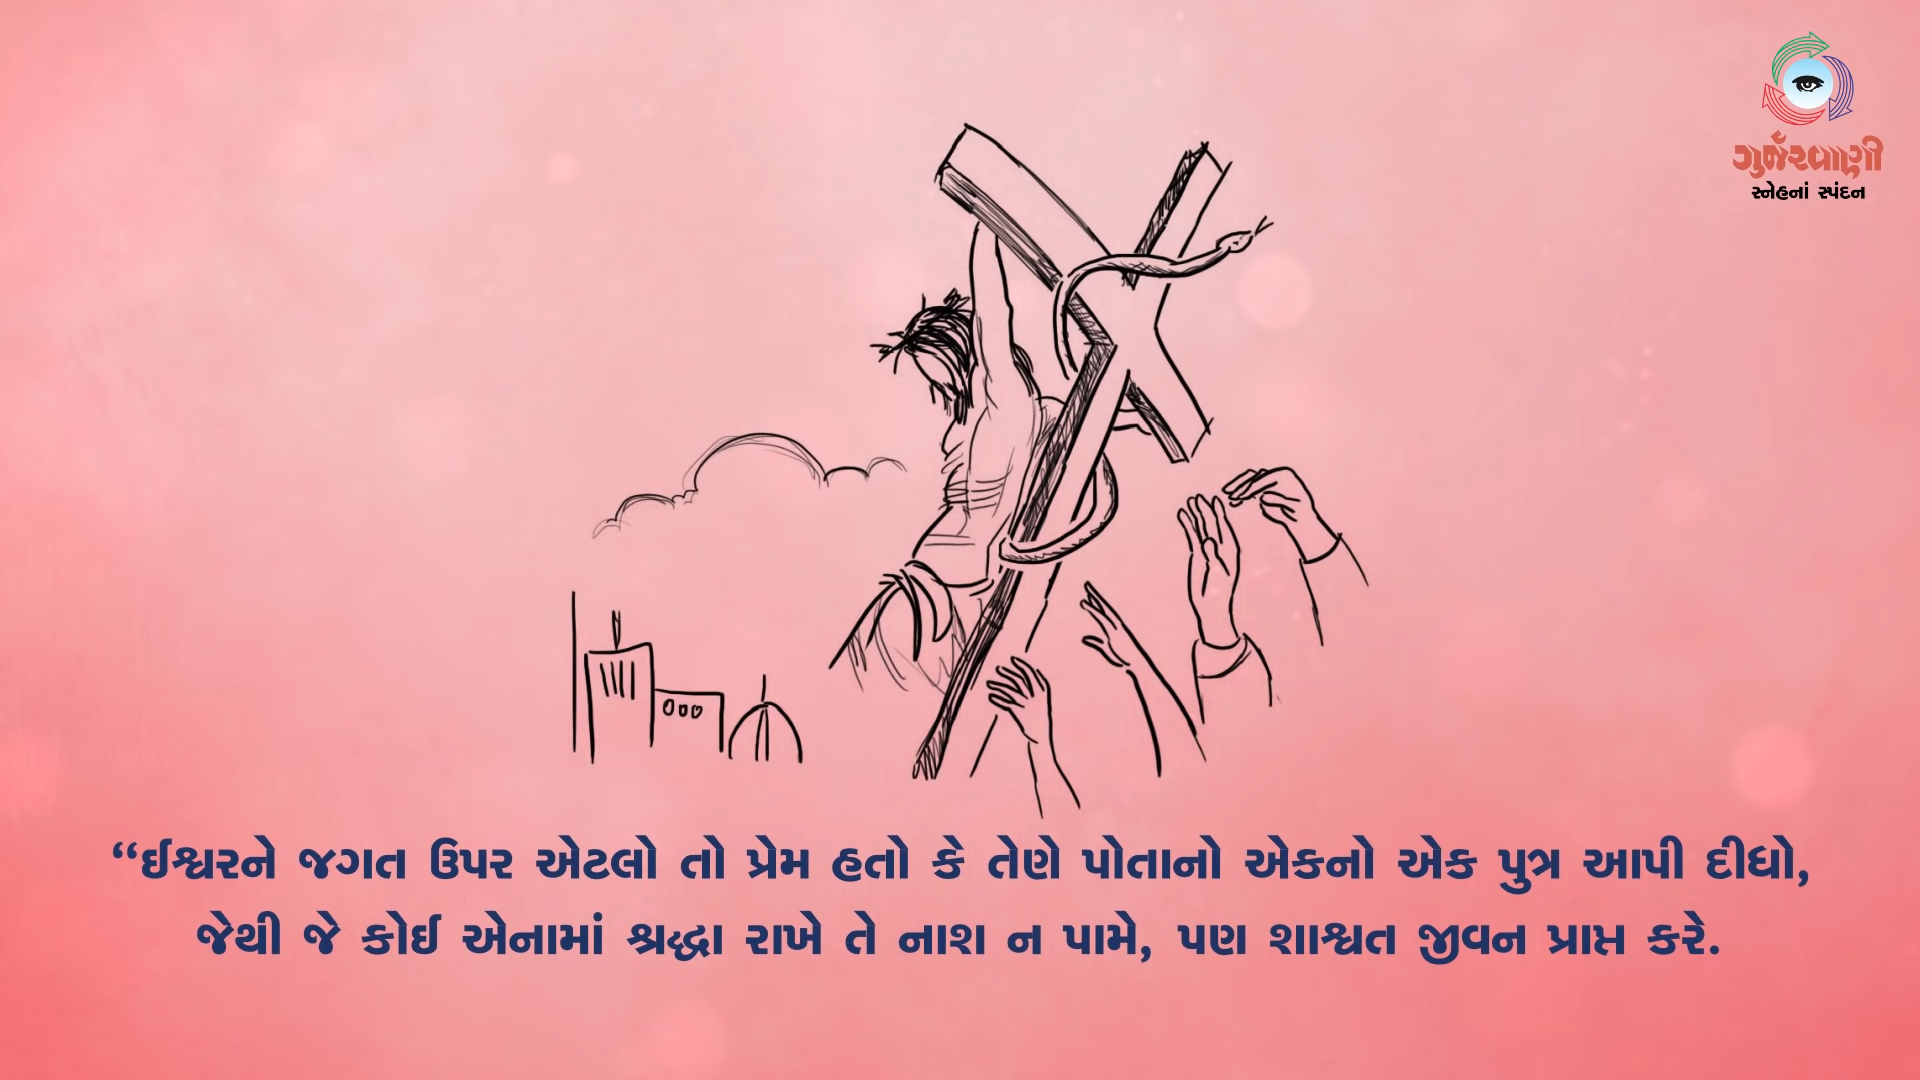 ગુર્જરવાણી
સ્નેહનાં સ્પંદન
“ઈશ્વરને જગત ઉપર એટલો તો પ્રેમ હતો કે તેણે પોતાનો એકનો એક પુત્ર આપી દીધો,
જેથી જે કોઈ એનામાં શ્રદ્ધા રાખે તે નાશ ન પામે, પણ શાશ્વત જીવન પ્રાપ્ત કરે.